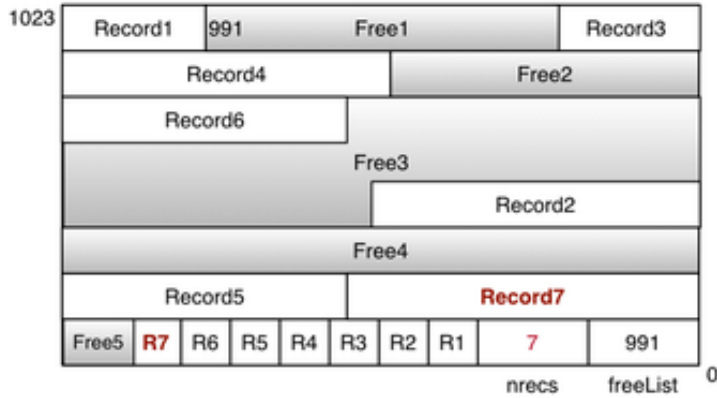 1023 Record1 991 Free1 Record3
Record4 Free2
Record6
Free3
Record2
Free4
Record5 Record7
Free5 R7 R6 R5 R4 R3 R2 R1 7 991
0
nrecs freeList